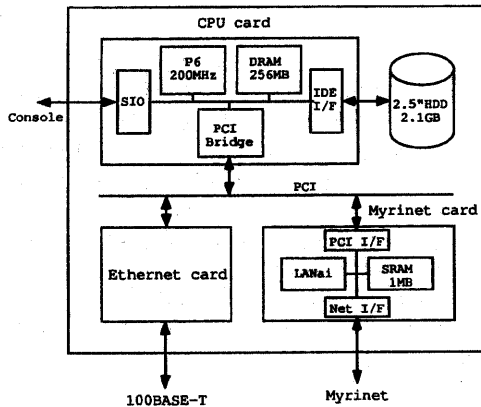 CPU card
P6
200MHz
DRAM
256MB
SIO
IDE
I/F
PCI
Bridge
Console
2.5"HDD
2.1GB
PCI
Ethernet card
Myrinet card
PCI I/F
LANai
SRAM
1MB
Net I/F
100BASE-T
Myrinet